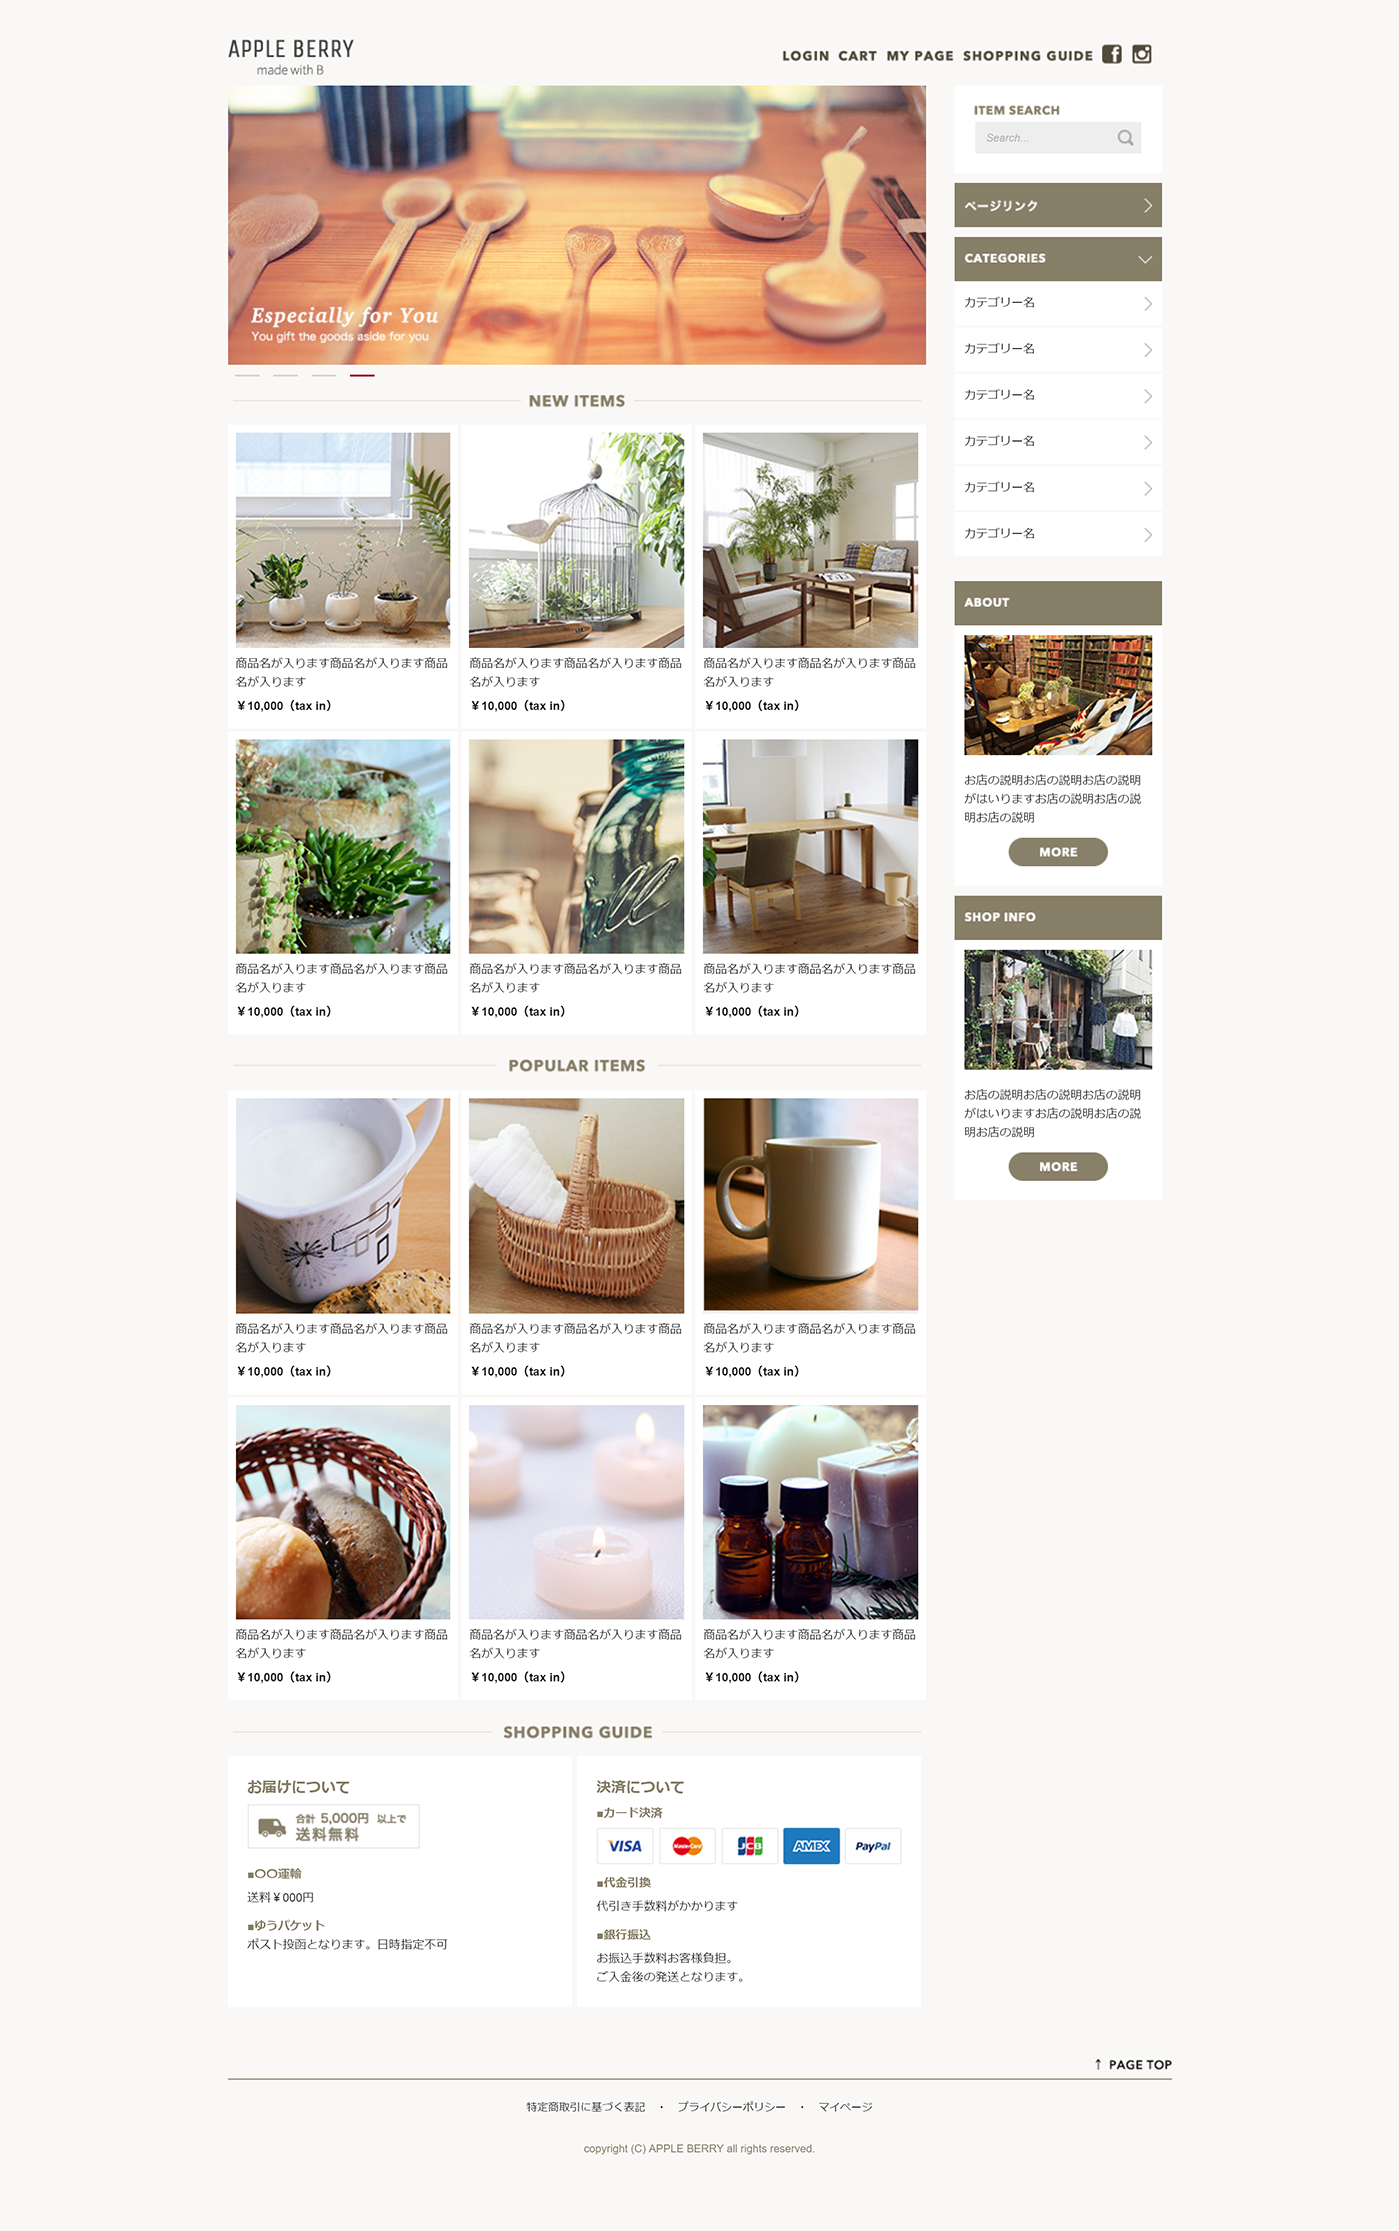 APPLE BERRY
made with B
LOGIN CART MY PAGE SHOPPING GUIDE
Especially for You
You gift the goods aside for you
ITEM SEARCH
Search...
ページリンク
CATEGORIES
カテゴリー名
カテゴリー名
カテゴリー名
カテゴリー名
カテゴリー名
カテゴリー名
ABOUT
お店の説明お店の説明お店の説明
がはいりますお店の説明お店の説
明お店の説明
MORE
SHOP INFO
お店の説明お店の説明お店の説明
がはいりますお店の説明お店の説
明お店の説明
MORE
NEW ITEMS
商品名が入ります商品名が入ります商品
名が入ります
￥10,000（tax in）
商品名が入ります商品名が入ります商品
名が入ります
￥10,000（tax in）
商品名が入ります商品名が入ります商品
名が入ります
￥10,000（tax in）
商品名が入ります商品名が入ります商品
名が入ります
￥10,000（tax in）
商品名が入ります商品名が入ります商品
名が入ります
￥10,000（tax in）
商品名が入ります商品名が入ります商品
名が入ります
￥10,000（tax in）
POPULAR ITEMS
商品名が入ります商品名が入ります商品
名が入ります
￥10,000（tax in）
商品名が入ります商品名が入ります商品
名が入ります
￥10,000（tax in）
商品名が入ります商品名が入ります商品
名が入ります
￥10,000（tax in）
商品名が入ります商品名が入ります商品
名が入ります
￥10,000（tax in）
商品名が入ります商品名が入ります商品
名が入ります
￥10,000（tax in）
商品名が入ります商品名が入ります商品
名が入ります
￥10,000（tax in）
SHOPPING GUIDE
お届けについて
合計 5,000円 以上で
送料無料
■〇〇運輸
送料￥000円
■ゆうパケット
ポスト投函となります。日時指定不可
決済について
■カード決済
VISA MasterCard JCB AMEX PayPal
■代金引換
代引き手数料がかかります
■銀行振込
お振込手数料お客様負担。
ご入金後の発送となります。
↑ PAGE TOP
特定商取引に基づく表記 ・ プライバシーポリシー ・ マイページ
copyright (C) APPLE BERRY all rights reserved.